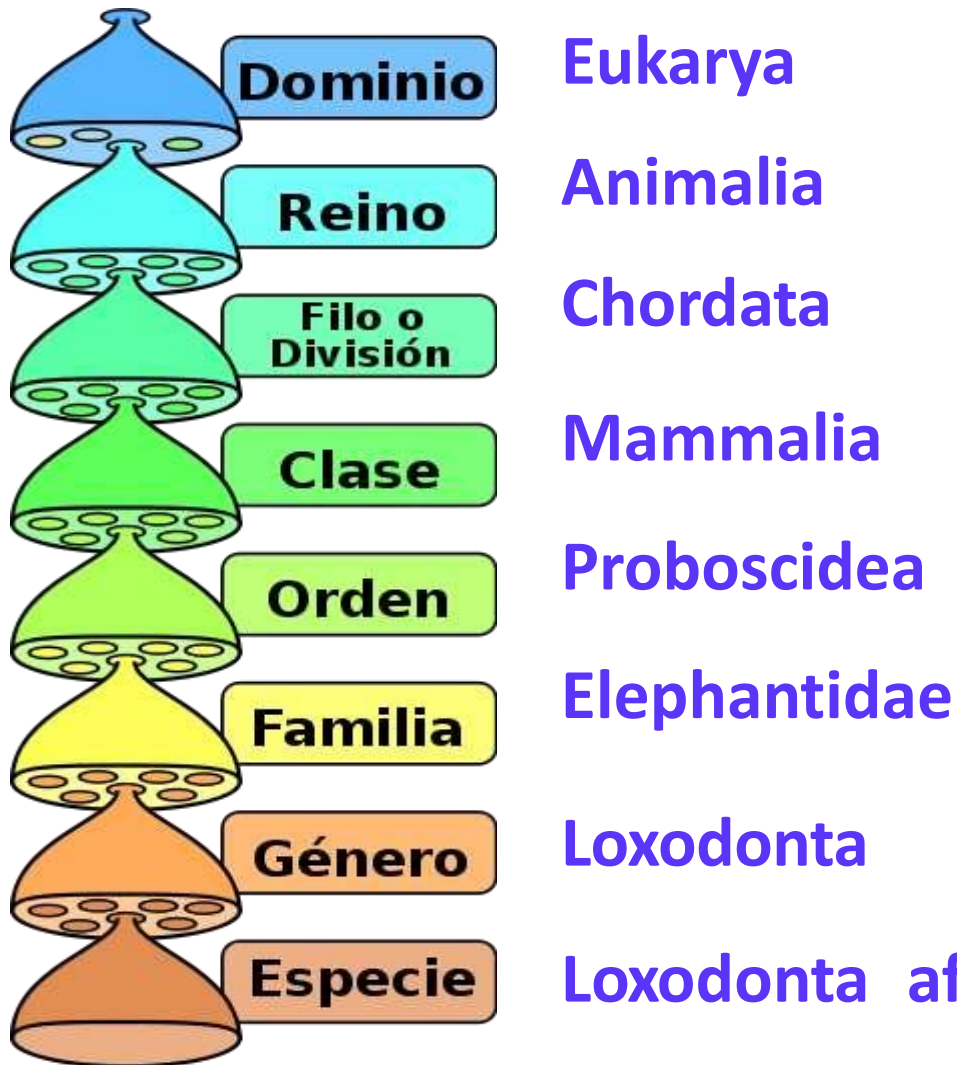 Dominio Eukarya
Reino Animalia
Filo o
División Chordata
Clase Mammalia
Orden Proboscidea
Familia Elephantidae
Género Loxodonta
Especie Loxodonta